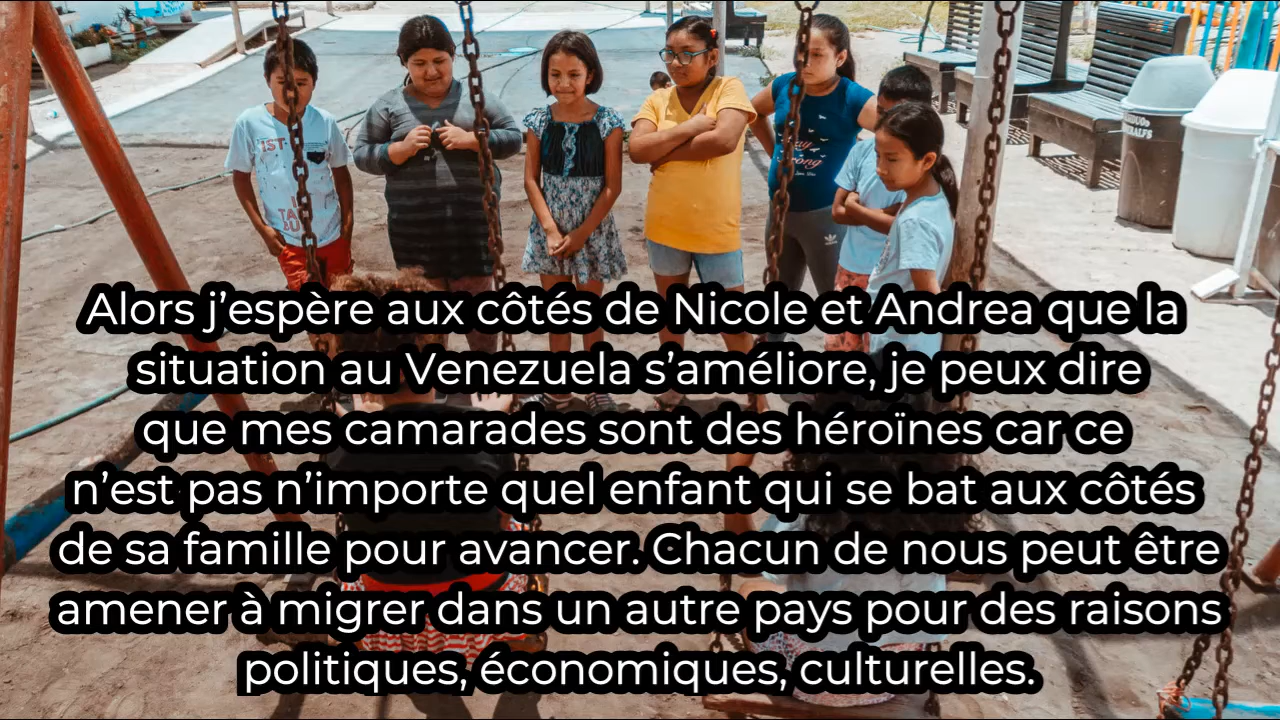 Alors j’espère aux côtés de Nicole et Andrea que la
situation au Venezuela s’améliore, je peux dire
que mes camarades sont des héroïnes car ce
n’est pas n’importe quel enfant qui se bat aux côtés
de sa famille pour avancer. Chacun de nous peut être
amener à migrer dans un autre pays pour des raisons
politiques, économiques, culturelles.